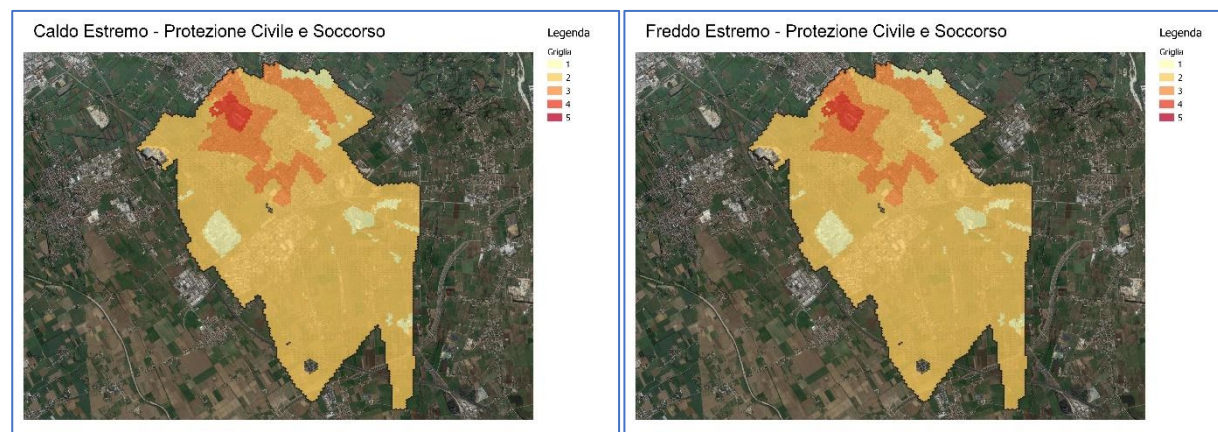 Caldo Estremo - Protezione Civile e Soccorso
Legenda
Griglia
1
2
3
4
5
Freddo Estremo - Protezione Civile e Soccorso
Legenda
Griglia
1
2
3
4
5